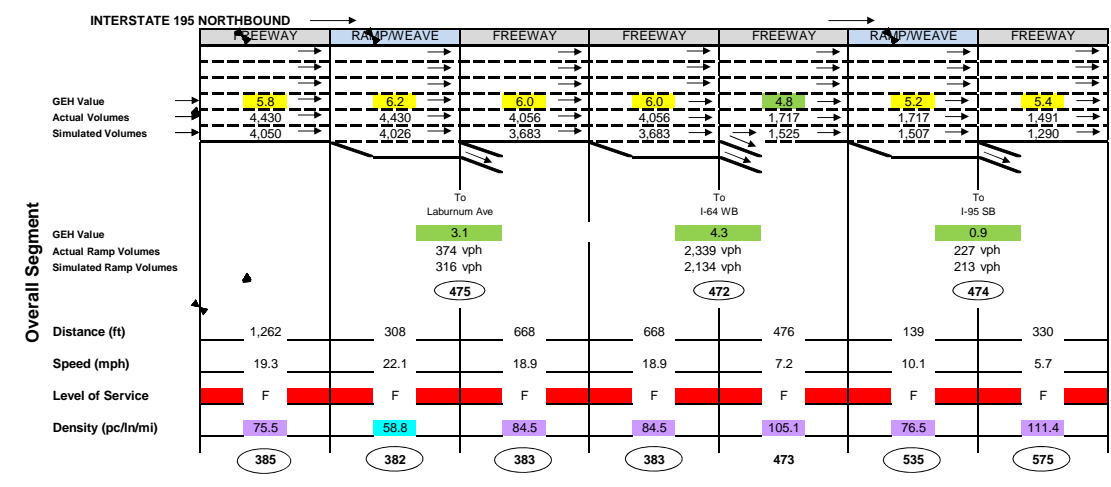 INTERSTATE 195 NORTHBOUND
FREEWAY RAMP/WEAVE FREEWAY FREEWAY FREEWAY RAMP/WEAVE FREEWAY
GEH Value 5.8 6.2 6.0 6.0 4.8 5.2 5.4
Actual Volumes 4,430 4,430 4,056 4,056 1,717 1,717 1,491
Simulated Volumes 4,050 4,026 3,683 3,683 1,525 1,507 1,290
To To To
Laburnum Ave I-64 WB I-95 SB
GEH Value 3.1 4.3 0.9
Actual Ramp Volumes 374 vph 2,339 vph 227 vph
Simulated Ramp Volumes 316 vph 2,134 vph 213 vph
475 472 474
Overall Segment
Distance (ft) 1,262 308 668 668 476 139 330
Speed (mph) 19.3 22.1 18.9 18.9 7.2 10.1 5.7
Level of Service F F F F F F F
Density (pc/ln/mi) 75.5 58.8 84.5 84.5 105.1 76.5 111.4
385 382 383 383 473 535 575